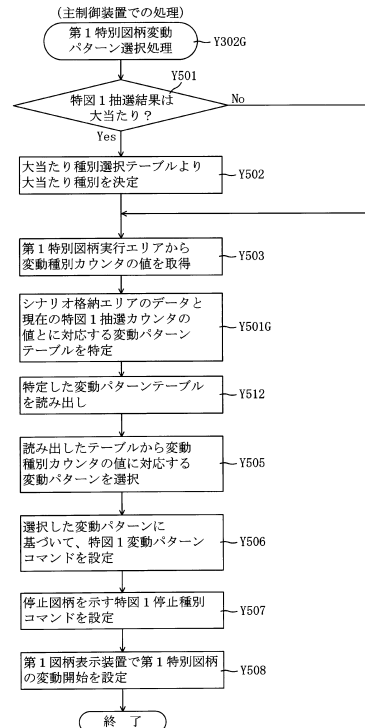 (主制御装置での処理)
第1特別図柄変動
パターン選択処理
Y302G
Y501
特図1抽選結果は
大当たり?
No
Yes
大当たり種別選択テーブルより
大当たり種別を決定
Y502
第1特別図柄実行エリアから
変動種別カウンタの値を取得
Y503
シナリオ格納エリアのデータと
現在の特図1抽選カウンタの
値とに対応する変動パターン
テーブルを特定
Y501G
特定した変動パターンテーブル
を読み出し
Y512
読み出したテーブルから変動
種別カウンタの値に対応する
変動パターンを選択
Y505
選択した変動パターンに
基づいて、特図1変動パターン
コマンドを設定
Y506
停止図柄を示す特図1停止種別
コマンドを設定
Y507
第1図柄表示装置で第1特別図柄
の変動開始を設定
Y508
終 了